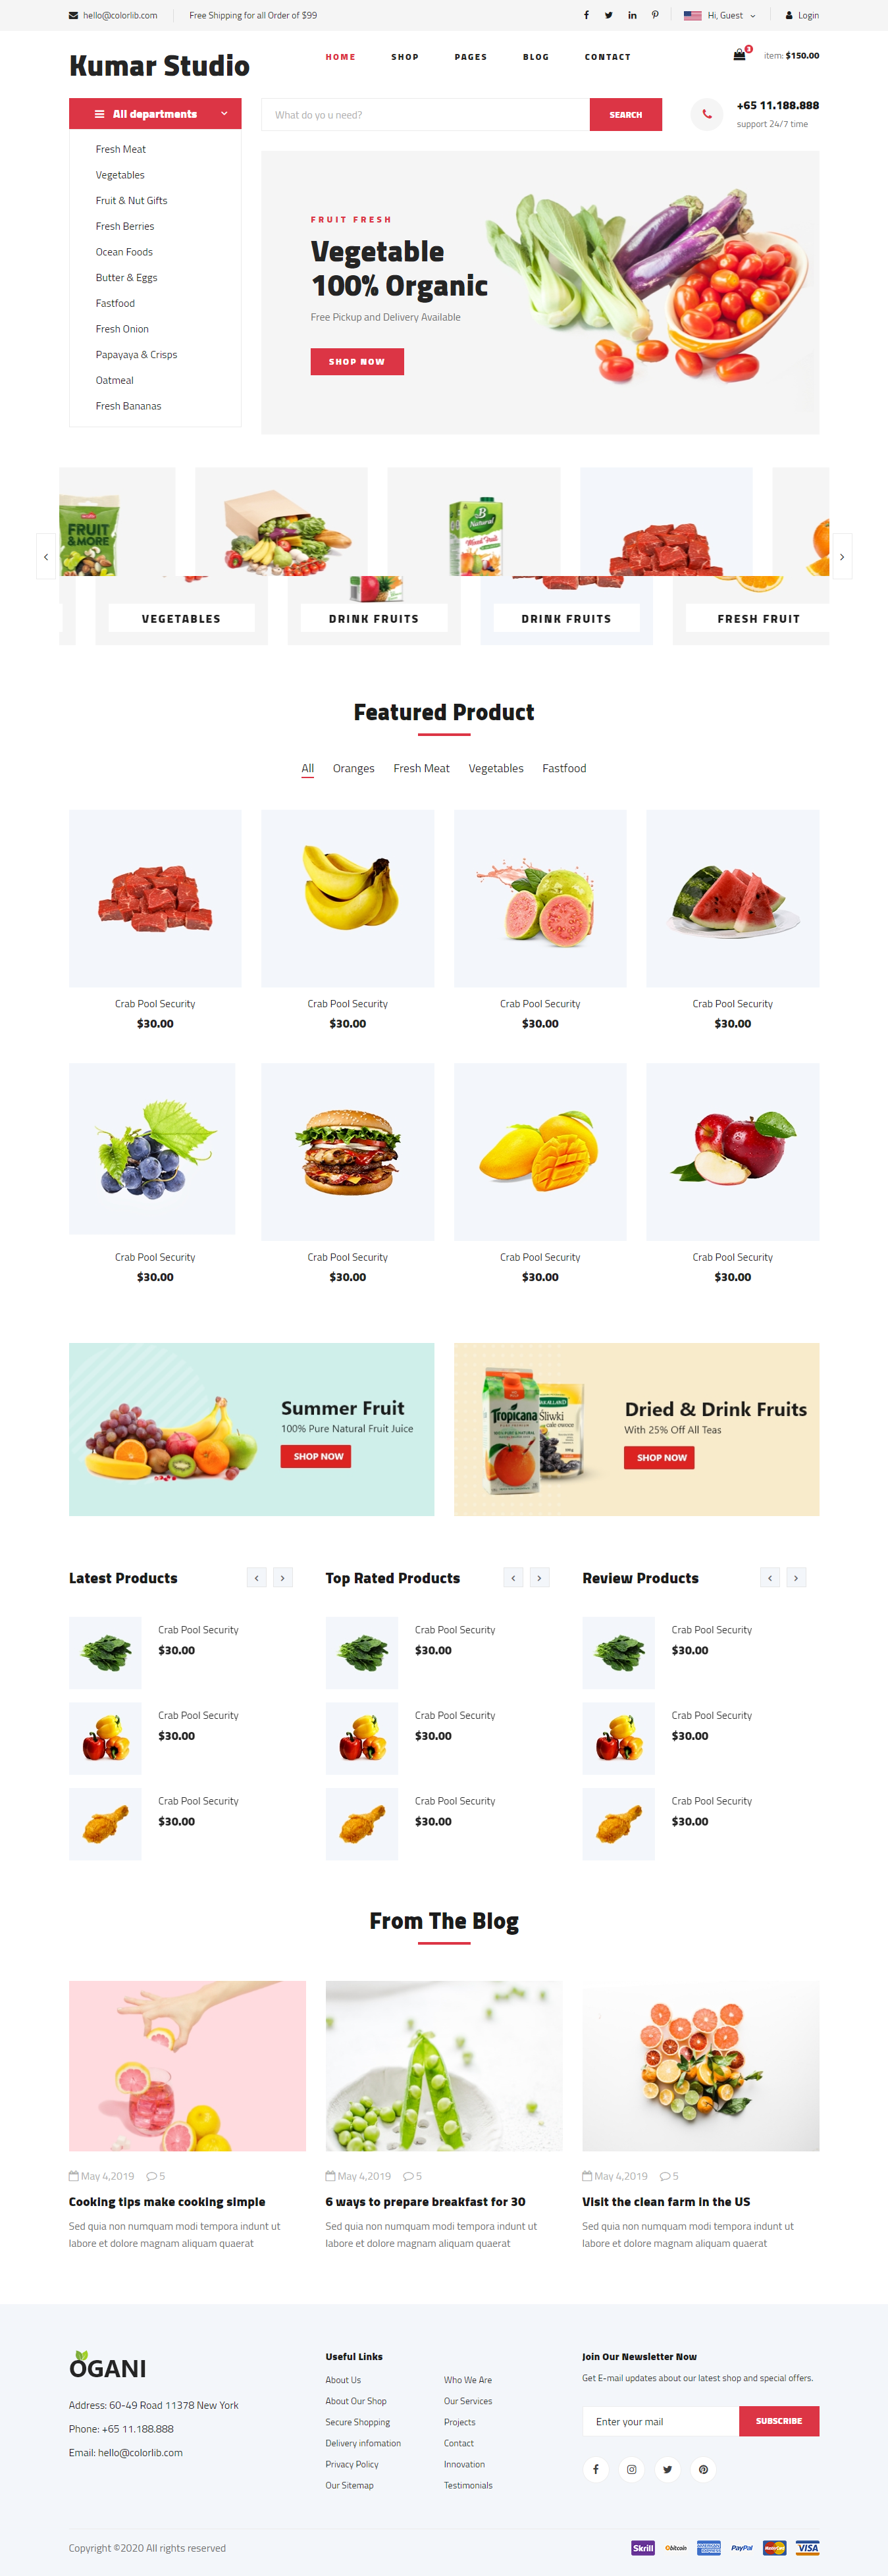 hello@colorlib.com
Free Shipping for all Order of $99
Hi, Guest
Login
Kumar Studio
HOME
SHOP
PAGES
BLOG
CONTACT
3
item: $150.00
All departments
What do yo u need?
SEARCH
+65 11.188.888
support 24/7 time
Fresh Meat
Vegetables
Fruit & Nut Gifts
Fresh Berries
Ocean Foods
Butter & Eggs
Fastfood
Fresh Onion
Papayaya & Crisps
Oatmeal
Fresh Bananas
FRUIT FRESH
Vegetable
100% Organic
Free Pickup and Delivery Available
SHOP NOW
FRUIT
& MORE
B
Natural
VEGETABLES
DRINK FRUITS
DRINK FRUITS
FRESH FRUIT
Featured Product
All
Oranges
Fresh Meat
Vegetables
Fastfood
Crab Pool Security
$30.00
Crab Pool Security
$30.00
Crab Pool Security
$30.00
Crab Pool Security
$30.00
Crab Pool Security
$30.00
Crab Pool Security
$30.00
Crab Pool Security
$30.00
Crab Pool Security
$30.00
Summer Fruit
100% Pure Natural Fruit Juice
SHOP NOW
Tropicana
Śliwki
Dried & Drink Fruits
With 25% Off All Teas
SHOP NOW
Latest Products
Crab Pool Security
$30.00
Crab Pool Security
$30.00
Crab Pool Security
$30.00
Top Rated Products
Crab Pool Security
$30.00
Crab Pool Security
$30.00
Crab Pool Security
$30.00
Review Products
Crab Pool Security
$30.00
Crab Pool Security
$30.00
Crab Pool Security
$30.00
From The Blog
May 4,2019
5
Cooking tips make cooking simple
Sed quia non numquam modi tempora indunt ut
labore et dolore magnam aliquam quaerat
May 4,2019
5
6 ways to prepare breakfast for 30
Sed quia non numquam modi tempora indunt ut
labore et dolore magnam aliquam quaerat
May 4,2019
5
Visit the clean farm in the US
Sed quia non numquam modi tempora indunt ut
labore et dolore magnam aliquam quaerat
OGANI
Address: 60-49 Road 11378 New York
Phone: +65 11.188.888
Email: hello@colorlib.com
Useful Links
About Us
About Our Shop
Secure Shopping
Delivery infomation
Privacy Policy
Our Sitemap
Who We Are
Our Services
Projects
Contact
Innovation
Testimonials
Join Our Newsletter Now
Get E-mail updates about our latest shop and special offers.
Enter your mail
SUBSCRIBE
Copyright ©2020 All rights reserved
Skrill
bitcoin
AMERICAN EXPRESS
PayPal
MasterCard
VISA